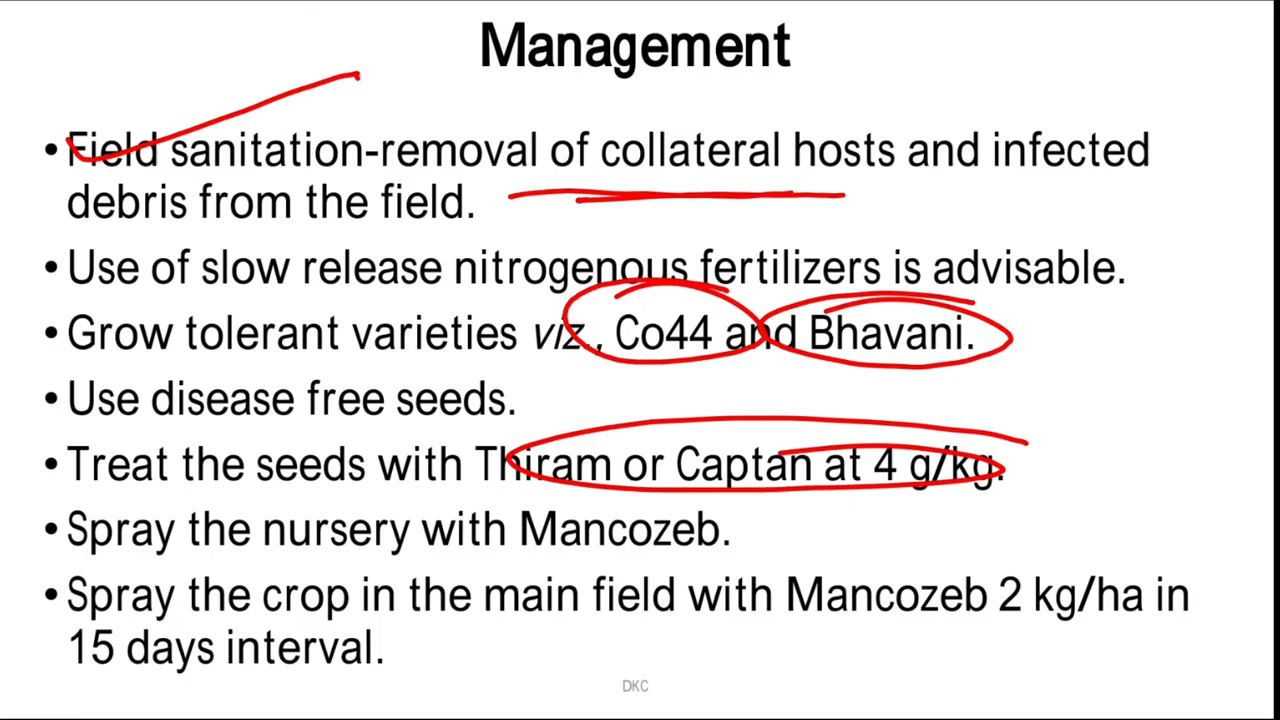 Management
• Field sanitation-removal of collateral hosts and infected
debris from the field.
• Use of slow release nitrogenous fertilizers is advisable.
• Grow tolerant varieties viz., Co44 and Bhavani.
• Use disease free seeds.
• Treat the seeds with Thiram or Captan at 4 g/kg.
• Spray the nursery with Mancozeb.
• Spray the crop in the main field with Mancozeb 2 kg/ha in
15 days interval.
DKC